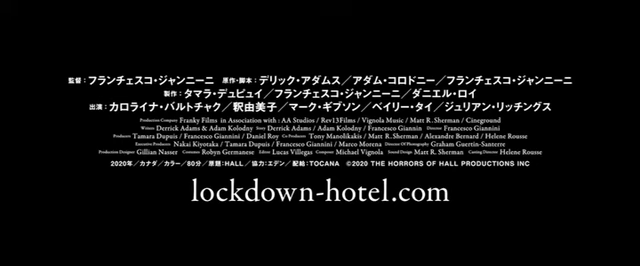 監督：フランチェスコ・ジャンニーニ 原作・脚本：デリック・アダムス／アダム・コロドニー／フランチェスコ・ジャンニーニ
製作：タマラ・デュピュイ／フランチェスコ・ジャンニーニ／ダニエル・ロイ
出演：カロライナ・バルトチャク／釈由美子／マーク・ギブソン／ベイリー・タイ／ジュリアン・リッチングス
Production Company Franky Films in Association with : AA Studios / Rev13Films / Vignola Music / Matt R. Sherman / Cineground
Writers Derrick Adams & Adam Kolodny Story Derrick Adams / Adam Kolodny / Francesco Giannin Director Francesco Giannini
Producers Tamara Dupuis / Francesco Giannini / Daniel Roy Co-Producers Tony Manolikakis / Matt R. Sherman / Alexandre Bernard / Helene Rousse
Executive Producers Nakai Kiyotaka / Tamara Dupuis / Francesco Giannini / Marco Morena Director Of Photography Graham Guertin-Santerre
Production Designer Gillian Nasser Costumes Robyn Germanese Editor Lucas Villegas Composer Michael Vignola Sound Design Matt R. Sherman Casting Director Helene Rousse
2020年／カナダ／カラー／80分／原題：HALL／協力：エデン／配給：TOCANA ©2020 THE HORRORS OF HALL PRODUCTIONS INC
lockdown-hotel.com